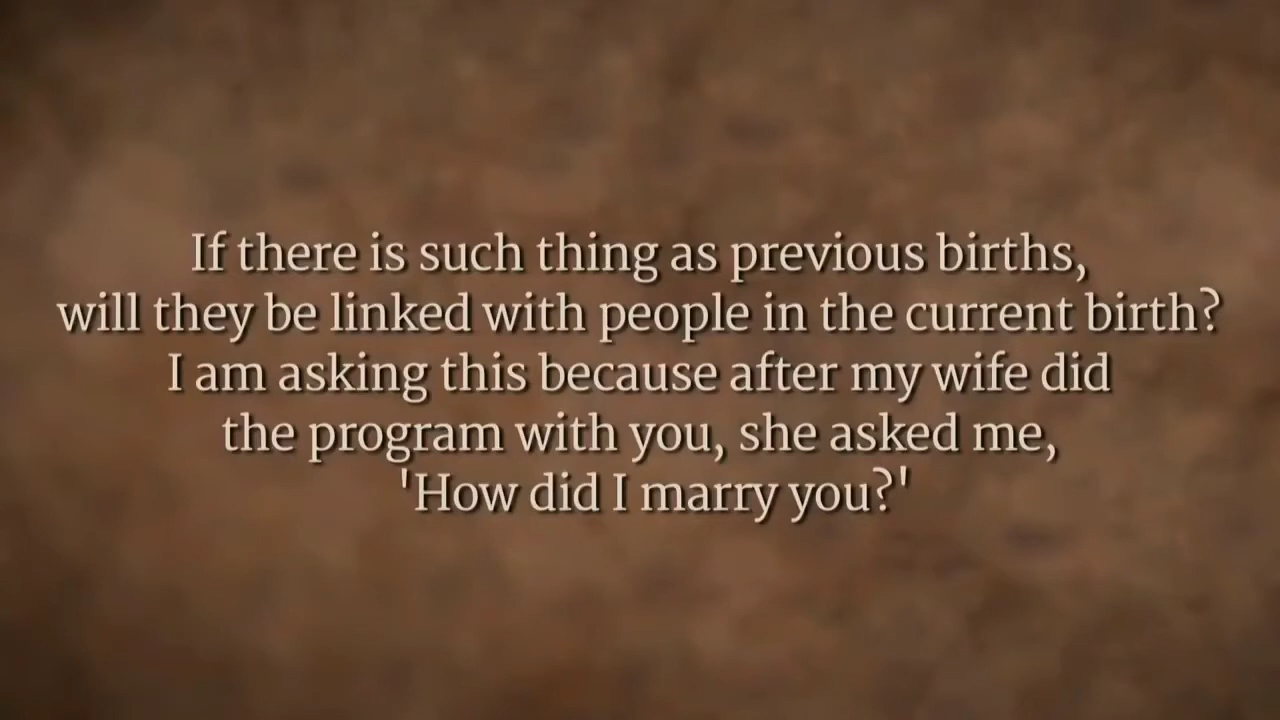 If there is such thing as previous births,
will they be linked with people in the current birth?
I am asking this because after my wife did
the program with you, she asked me,
'How did I marry you?'